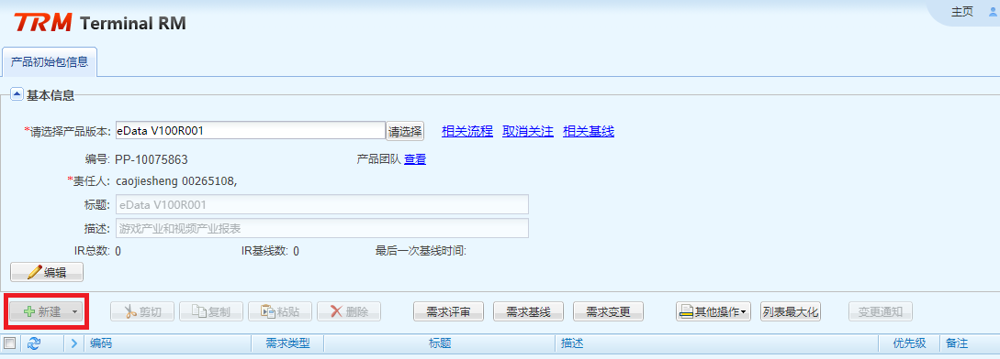 TRM Terminal RM
主页
产品初始包信息
基本信息
*请选择产品版本: eData V100R001 请选择 相关流程 取消关注 相关基线
编号: PP-10075863 产品团队 查看
*责任人: caojiesheng 00265108,
标题: eData V100R001
描述: 游戏产业和视频产业报表
IR总数: 0 IR基线数: 0 最后一次基线时间:
编辑
新建 剪切 复制 粘贴 删除 需求评审 需求基线 需求变更 其他操作 列表最大化 变更通知
编码 需求类型 标题 描述 优先级 备注